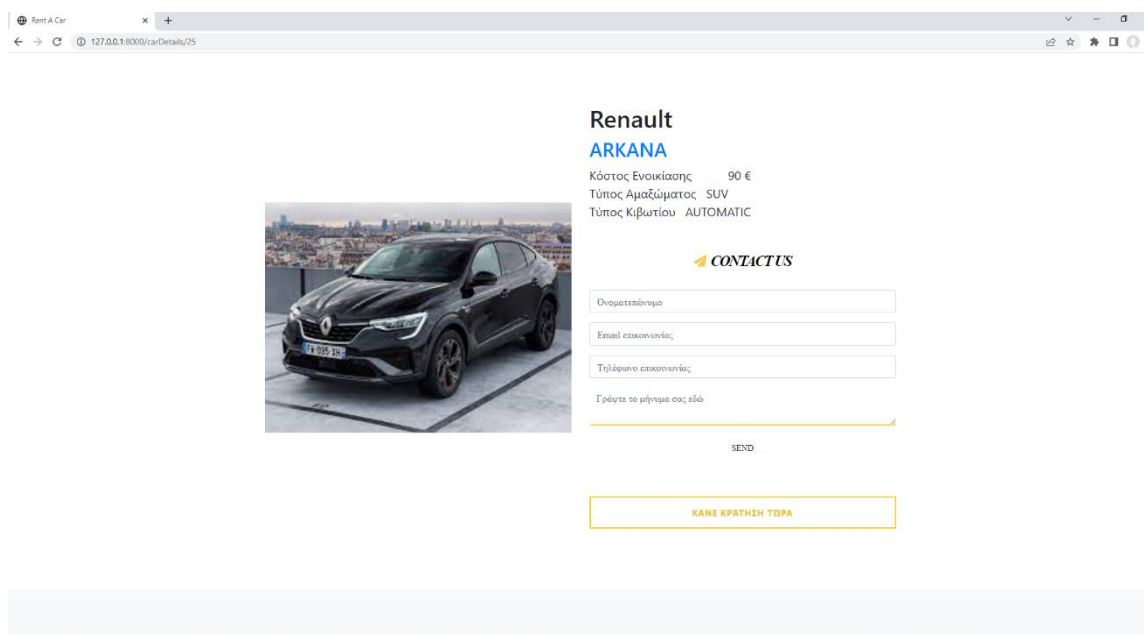 Rent A Car
127.0.0.1:8000/carDetails/25
Renault
ARKANA
Κόστος Ενοικίασης 90 €
Τύπος Αμαξώματος SUV
Τύπος Κιβωτίου AUTOMATIC
CONTACT US
Ονοματεπώνυμο
Email επικοινωνίας
Τηλέφωνο επικοινωνίας
Γράψτε το μήνυμα σας εδώ
SEND
ΚΑΝΕ ΚΡΑΤΗΣΗ ΤΩΡΑ